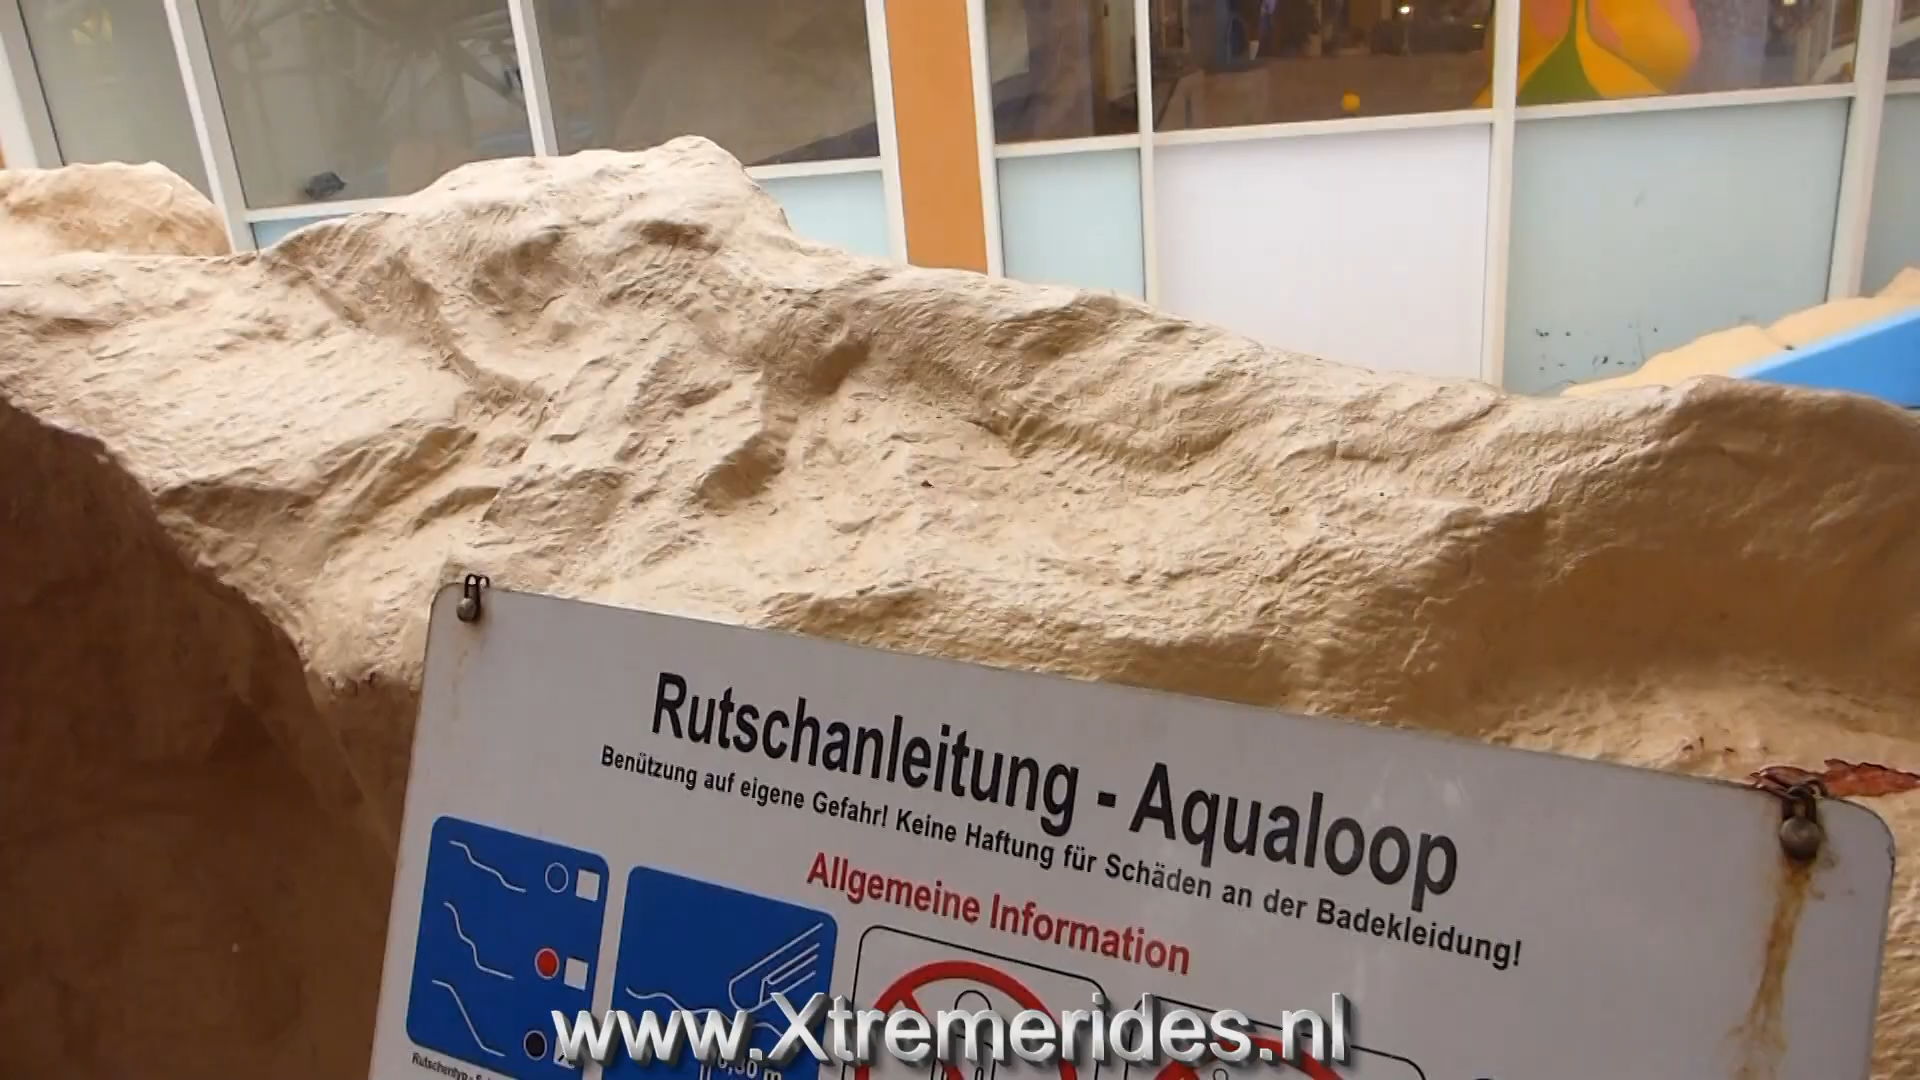 Rutschanleitung - Aqualoop
Benützung auf eigene Gefahr! Keine Haftung für Schäden an der Badekleidung!
Allgemeine Information
www.Xtremerides.nl